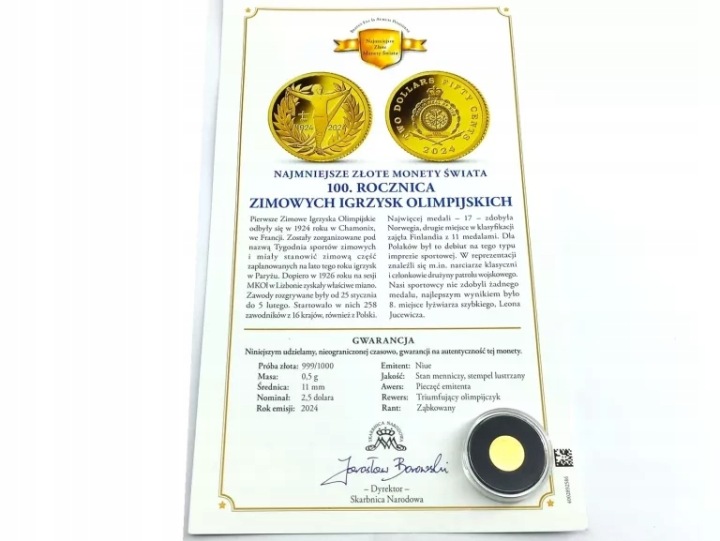 Najmniejsze
Złote
Monety Świata
1924 2024
TWO DOLLARS FIFTY CENTS
2024
NAJMNIEJSZE ZŁOTE MONETY ŚWIATA
100. ROCZNICA
ZIMOWYCH IGRZYSK OLIMPIJSKICH
Pierwsze Zimowe Igrzyska Olimpijskie
odbyły się w 1924 roku w Chamonix,
we Francji. Zostały zorganizowane pod
nazwą Tygodnia sportów zimowych
i miały stanowić zimową część
zaplanowanych na lato tego roku igrzysk
w Paryżu. Dopiero w 1926 roku na sesji
MKOl w Lizbonie zyskały właściwe miano.
Zawody rozgrywane były od 25 stycznia
do 5 lutego. Startowało w nich 258
zawodników z 16 krajów, również z Polski.
Najwięcej medali – 17 – zdobyła
Norwegia, drugie miejsce w klasyfikacji
zajęła Finlandia z 11 medalami. Dla
Polaków był to debiut na tego typu
imprezie sportowej. W reprezentacji
znaleźli się m.in. narciarze klasyczni
i członkowie drużyny patrolu wojskowego.
Nasi sportowcy nie zdobyli żadnego
medalu, najlepszym wynikiem było
8. miejsce łyżwiarza szybkiego, Leona
Jucewicza.
GWARANCJA
Niniejszym udzielamy, nieograniczonej czasowo, gwarancji na autentyczność tej monety.
Próba złota: 999/1000
Masa: 0,5 g
Średnica: 11 mm
Nominał: 2,5 dolara
Rok emisji: 2024
Emitent: Niue
Jakość: Stan menniczy, stempel lustrzany
Awers: Pieczęć emitenta
Rewers: Triumfujący olimpijczyk
Rant: Ząbkowany
SKARBNICA NARODOWA
Jarosław Borowski
– Dyrektor –
Skarbnica Narodowa